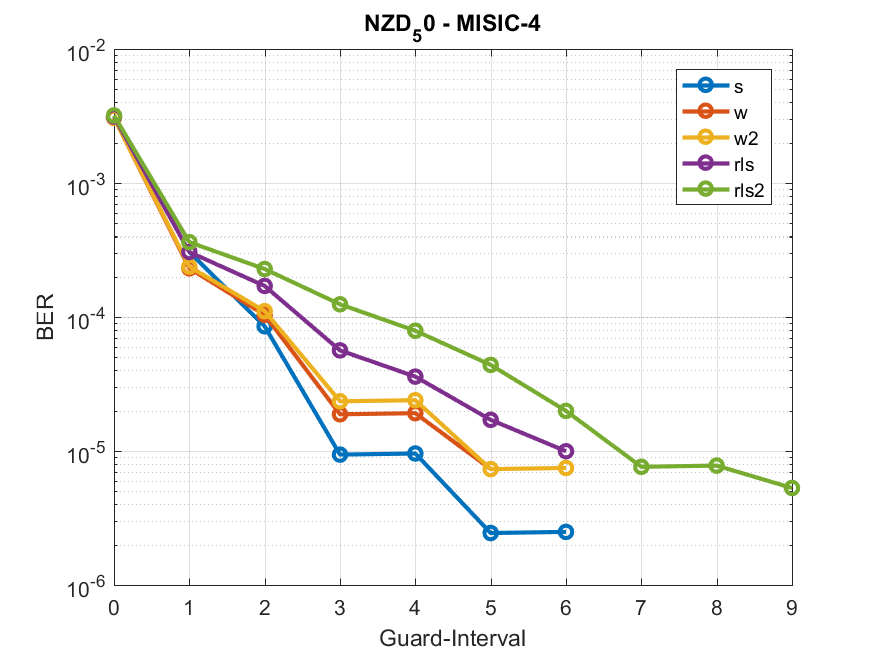 NZD₅0 - MISIC-4
10⁻²
10⁻³
10⁻⁴
10⁻⁵
10⁻⁶
BER
s
w
w2
rls
rls2
0 1 2 3 4 5 6 7 8 9
Guard-Interval